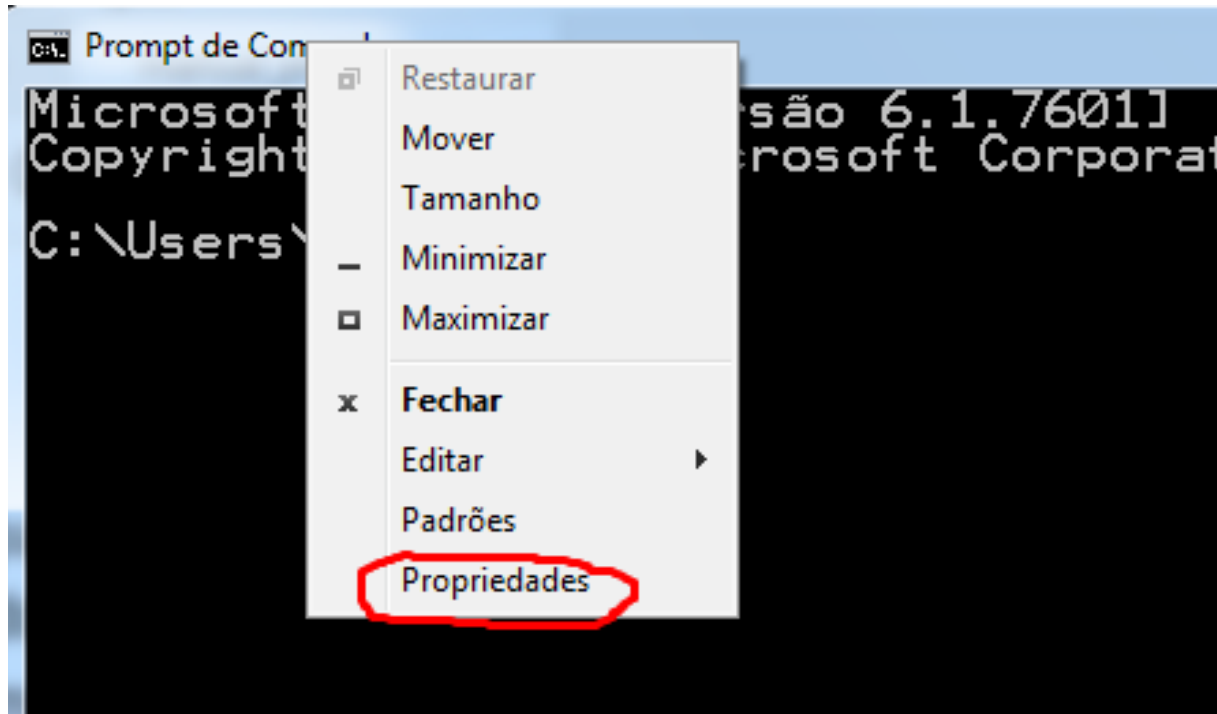 Prompt de Com
Microsoft são 6.1.7601]
Copyright rosoft Corporat
C:\Users\
Restaurar
Mover
Tamanho
Minimizar
Maximizar
Fechar
Editar
Padrões
Propriedades